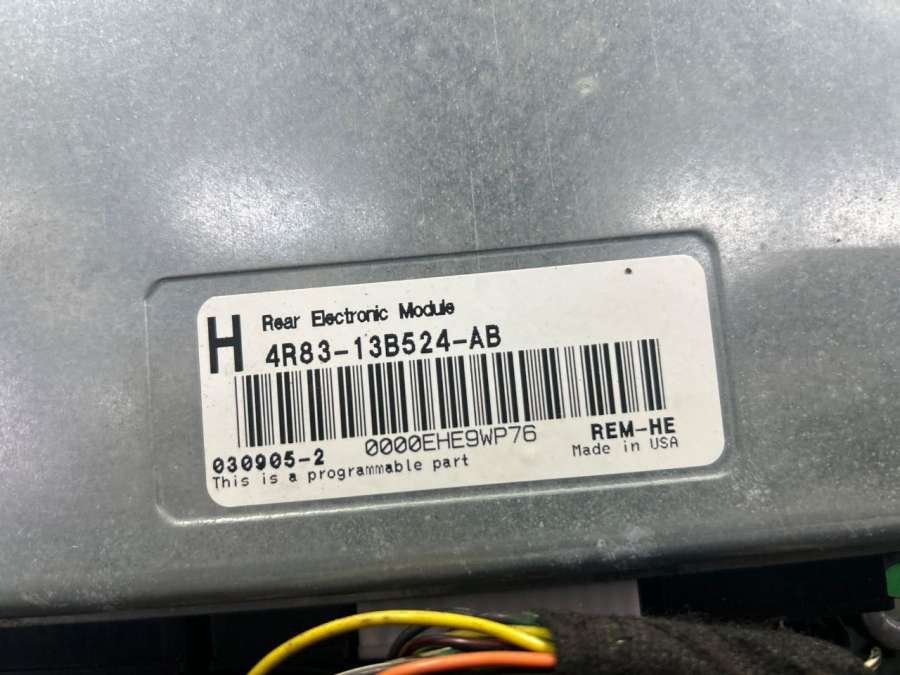 H
Rear Electronic Module
4R83-13B524-AB
030905-2
0000EHE9WP76
REM-HE
This is a programmable part
Made in USA